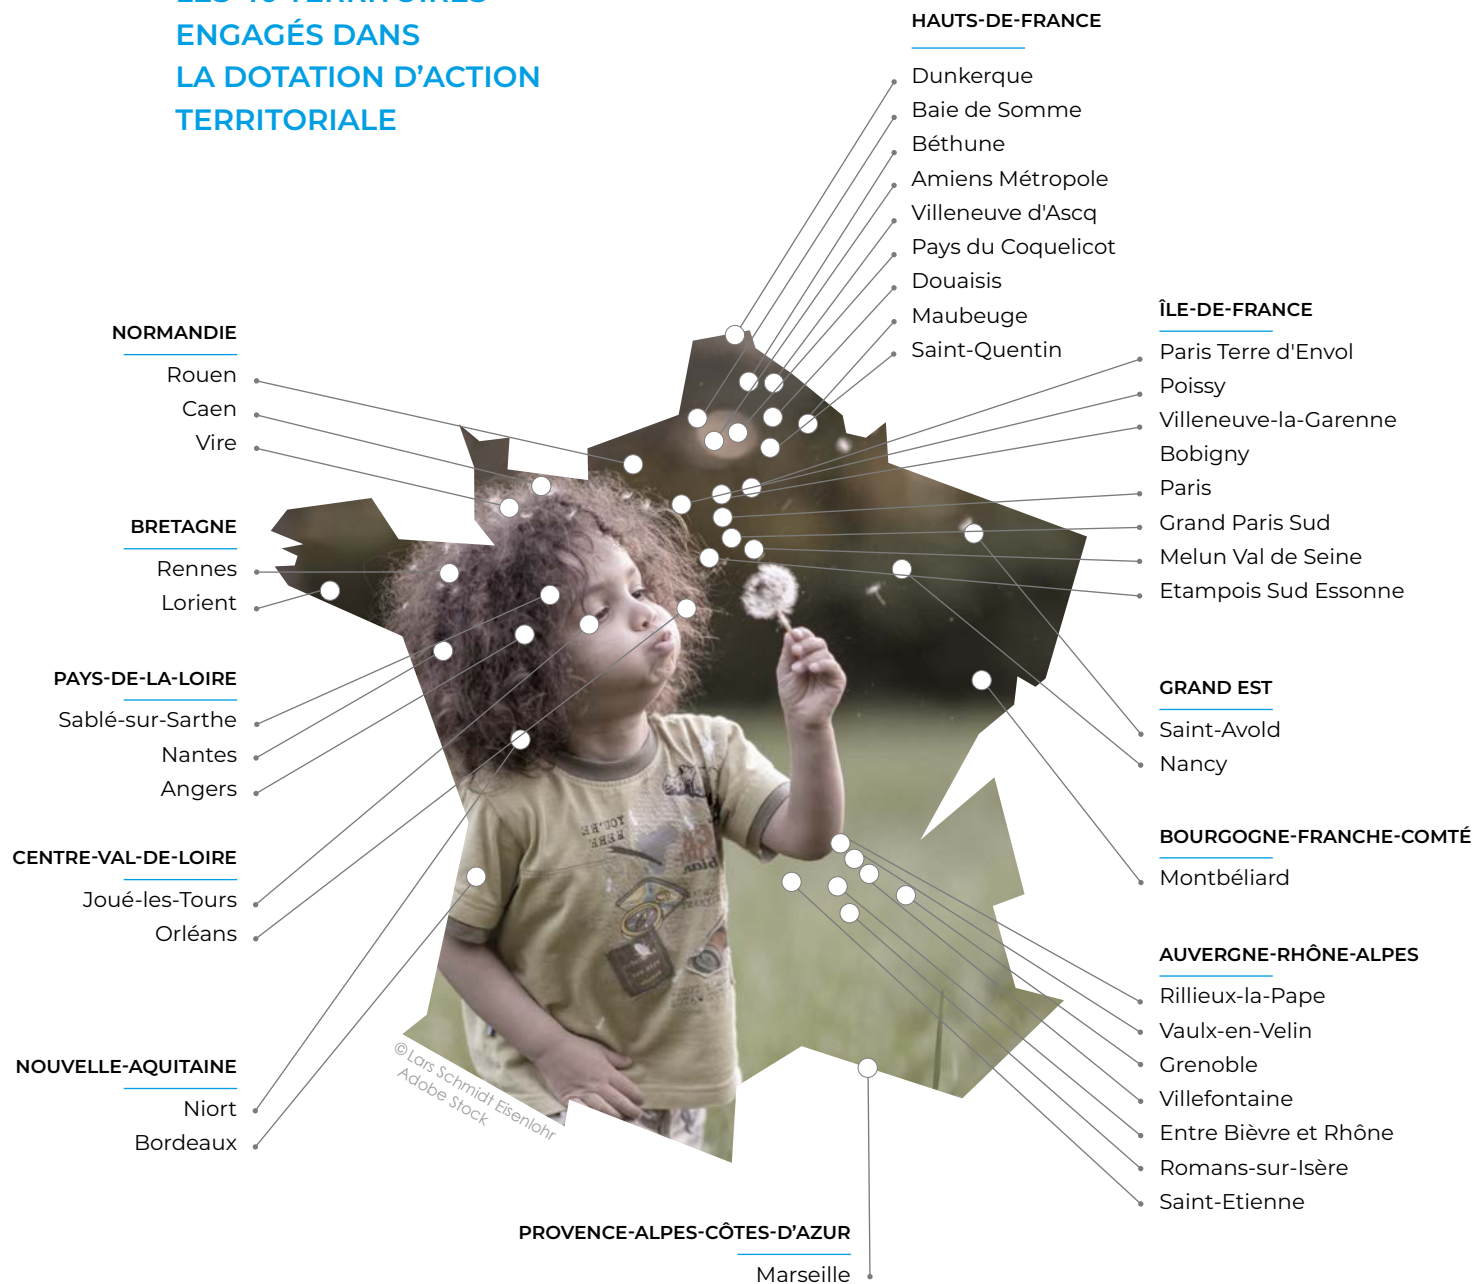 ENGAGÉS DANS
LA DOTATION D’ACTION
TERRITORIALE
HAUTS-DE-FRANCE
Dunkerque
Baie de Somme
Béthune
Amiens Métropole
Villeneuve d'Ascq
Pays du Coquelicot
Douaisis
Maubeuge
Saint-Quentin
NORMANDIE
Rouen
Caen
Vire
BRETAGNE
Rennes
Lorient
PAYS-DE-LA-LOIRE
Sablé-sur-Sarthe
Nantes
Angers
CENTRE-VAL-DE-LOIRE
Joué-les-Tours
Orléans
NOUVELLE-AQUITAINE
Niort
Bordeaux
ÎLE-DE-FRANCE
Paris Terre d'Envol
Poissy
Villeneuve-la-Garenne
Bobigny
Paris
Grand Paris Sud
Melun Val de Seine
Etampois Sud Essonne
GRAND EST
Saint-Avold
Nancy
BOURGOGNE-FRANCHE-COMTÉ
Montbéliard
AUVERGNE-RHÔNE-ALPES
Rillieux-la-Pape
Vaulx-en-Velin
Grenoble
Villefontaine
Entre Bièvre et Rhône
Romans-sur-Isère
Saint-Etienne
PROVENCE-ALPES-CÔTES-D’AZUR
Marseille
© Lars Schmidt Eisenlohr
Adobe Stock